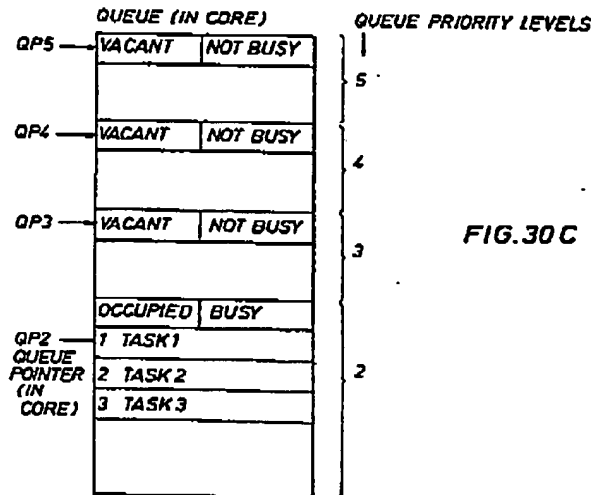 QUEUE (IN CORE)
QUEUE PRIORITY LEVELS
QP5 VACANT NOT BUSY
5
QP4 VACANT NOT BUSY
4
QP3 VACANT NOT BUSY
3
FIG.30C
OCCUPIED BUSY
QP2 1 TASK1
QUEUE
POINTER 2 TASK2
2
(IN
CORE) 3 TASK3